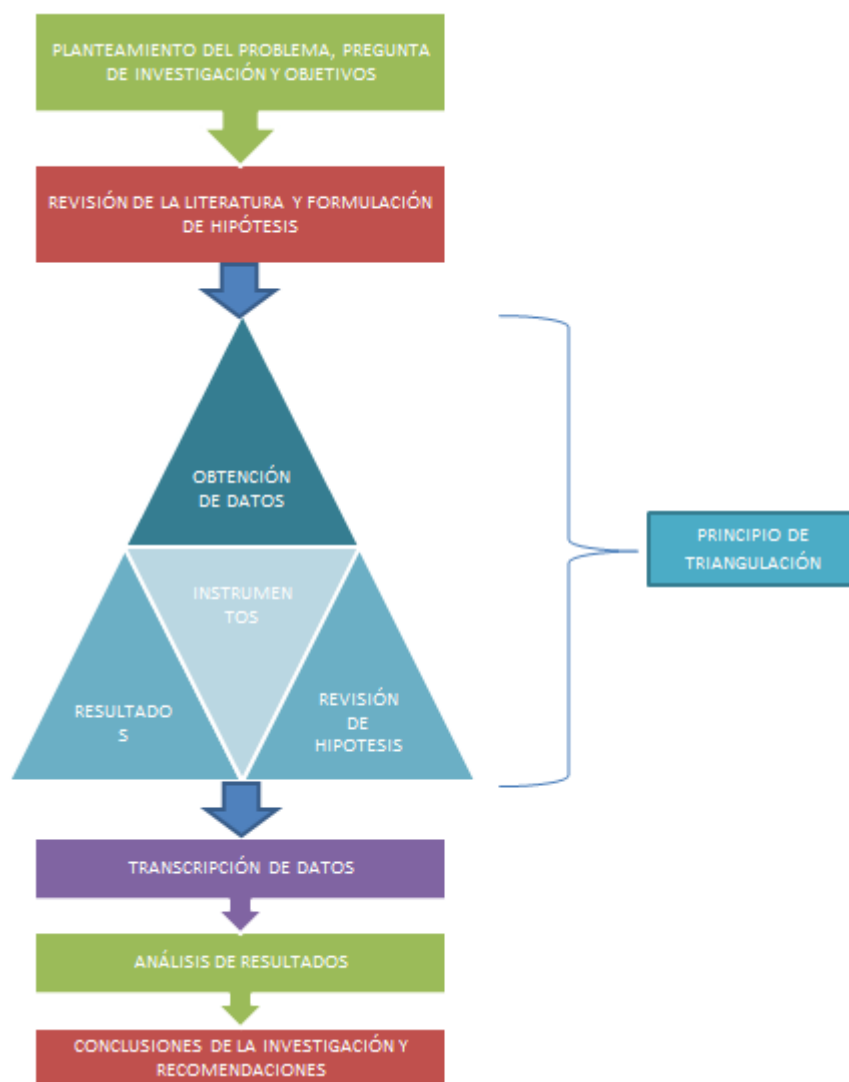 PLANTEAMIENTO DEL PROBLEMA, PREGUNTA
DE INVESTIGACIÓN Y OBJETIVOS
REVISIÓN DE LA LITERATURA Y FORMULACIÓN
DE HIPÓTESIS
OBTENCIÓN
DE DATOS
INSTRUMEN
TOS
RESULTADO
S
REVISIÓN
DE
HIPOTESIS
PRINCIPIO DE
TRIANGULACIÓN
TRANSCRIPCIÓN DE DATOS
ANÁLISIS DE RESULTADOS
CONCLUSIONES DE LA INVESTIGACIÓN Y
RECOMENDACIONES